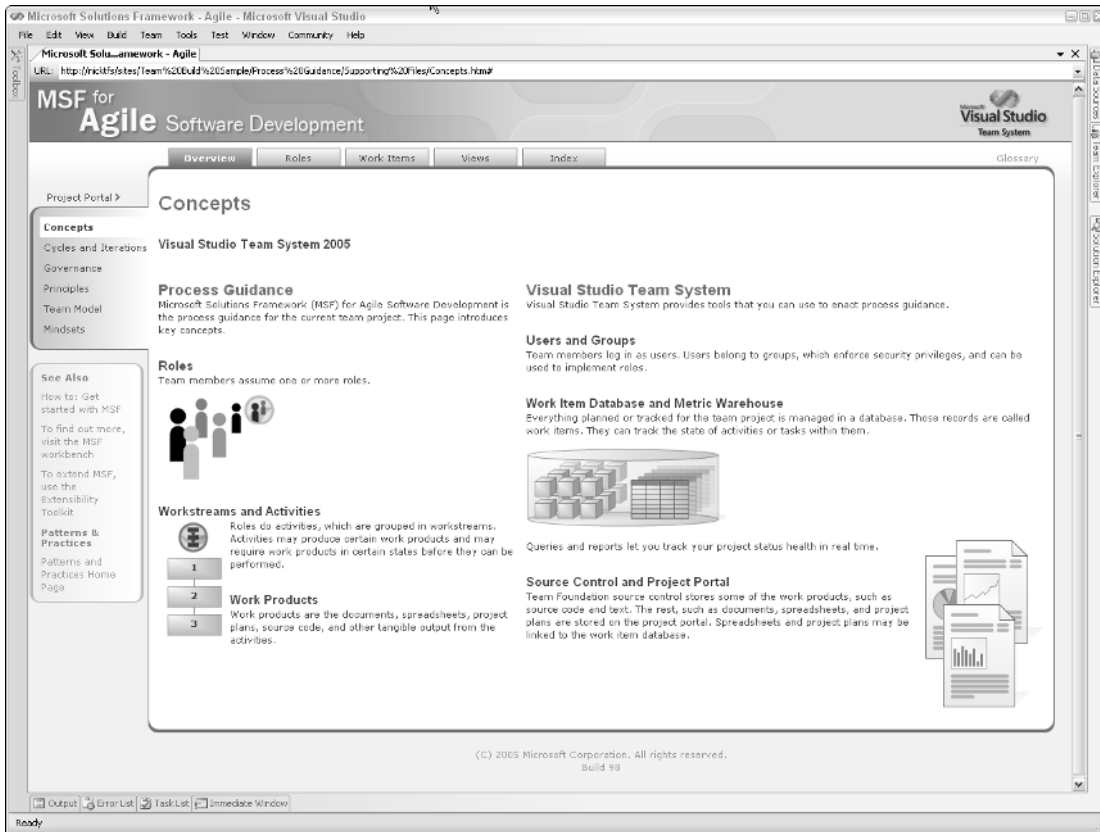 Microsoft Solutions Framework - Agile - Microsoft Visual Studio
File Edit View Build Team Tools Test Window Community Help
Microsoft Solu...amework - Agile
URL: http://nicktfs/sites/Team%20Build%20Sample/Process%20Guidance/Supporting%20Files/Concepts.htm#
Toolbox
Data Sources
Team Explorer
Solution Explorer
MSF for
Agile Software Development
Microsoft
Visual Studio
Team System
Overview Roles Work Items Views Index Glossary
Project Portal >
Concepts
Cycles and Iterations
Governance
Principles
Team Model
Mindsets
See Also
How to: Get
started with MSF
To find out more,
visit the MSF
workbench
To extend MSF,
use the
Extensibility
Toolkit
Patterns &
Practices
Patterns and
Practices Home
Page
Concepts
Visual Studio Team System 2005
Process Guidance
Microsoft Solutions Framework (MSF) for Agile Software Development is
the process guidance for the current team project. This page introduces
key concepts.
Roles
Team members assume one or more roles.
Workstreams and Activities
Roles do activities, which are grouped in workstreams.
Activities may produce certain work products and may
require work products in certain states before they can be
performed.
1
2
3
Work Products
Work products are the documents, spreadsheets, project
plans, source code, and other tangible output from the
activities.
Visual Studio Team System
Visual Studio Team System provides tools that you can use to enact process guidance.
Users and Groups
Team members log in as users. Users belong to groups, which enforce security privileges, and can be
used to implement roles.
Work Item Database and Metric Warehouse
Everything planned or tracked for the team project is managed in a database. Those records are called
work items. They can track the state of activities or tasks within them.
Queries and reports let you track your project status health in real time.
Source Control and Project Portal
Team Foundation source control stores some of the work products, such as
source code and text. The rest, such as documents, spreadsheets, and project
plans are stored on the project portal. Spreadsheets and project plans may be
linked to the work item database.
(C) 2005 Microsoft Corporation. All rights reserved.
Build 98
Output Error List Task List Immediate Window
Ready